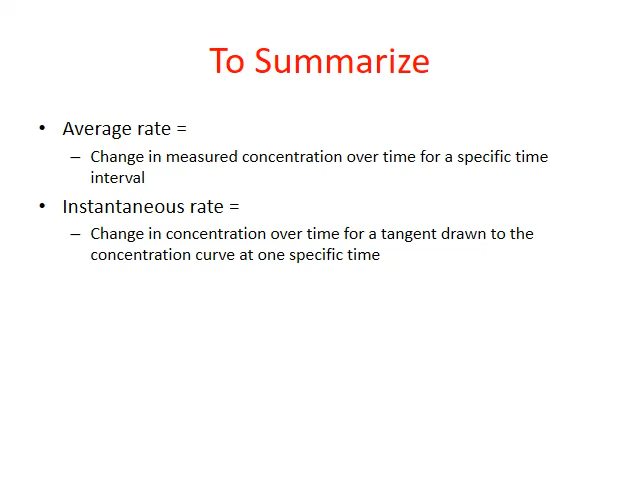 To Summarize
• Average rate =
– Change in measured concentration over time for a specific time
interval
• Instantaneous rate =
– Change in concentration over time for a tangent drawn to the
concentration curve at one specific time